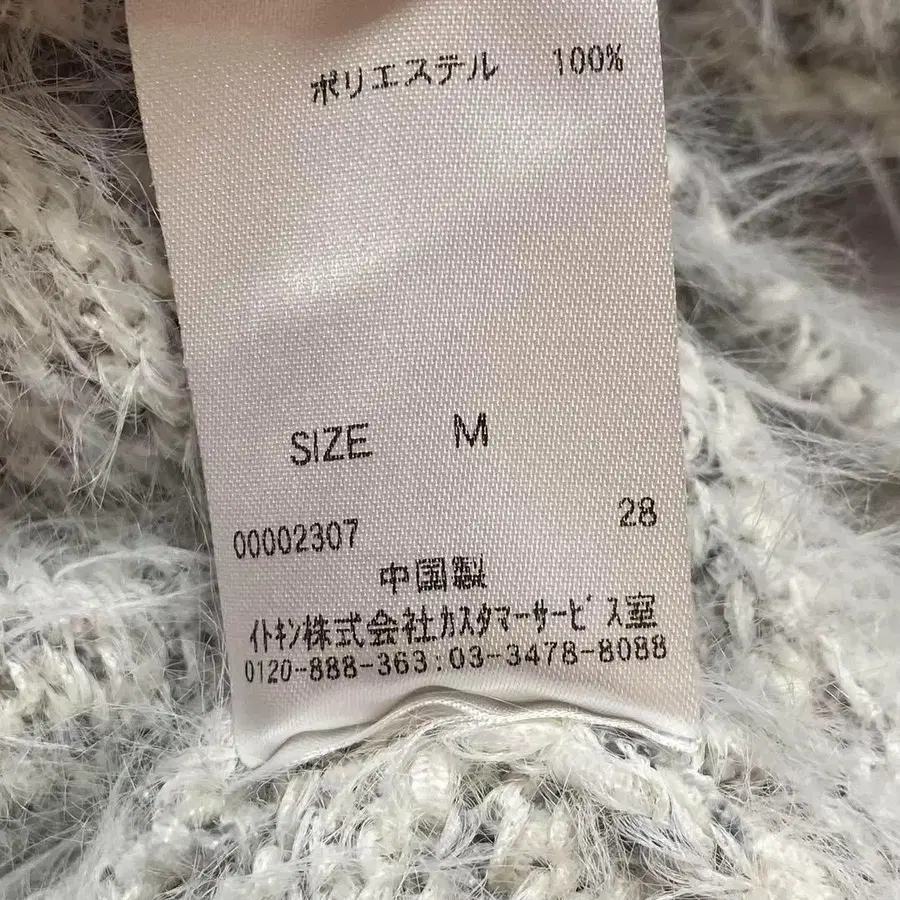 ポリエステル 100%
SIZE M
00002307 28
中国製
ｲﾄｷﾝ株式会社ｶｽﾀﾏｰｻｰﾋﾞｽ室
0120-888-363:03-3478-8088